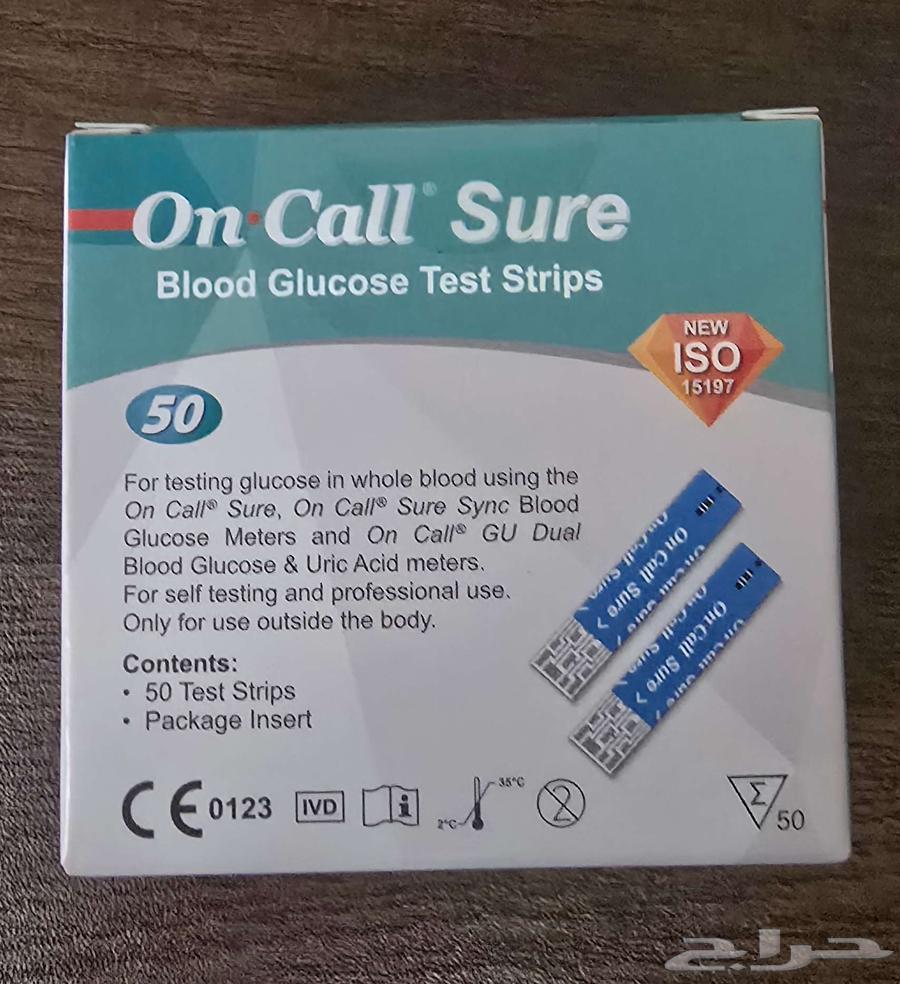 On Call® Sure
Blood Glucose Test Strips
NEW
ISO
15197
50
For testing glucose in whole blood using the
On Call® Sure, On Call® Sure Sync Blood
Glucose Meters and On Call® GU Dual
Blood Glucose & Uric Acid meters.
For self testing and professional use.
Only for use outside the body.
On Call Sure
On Call Sure
Contents:
• 50 Test Strips
• Package Insert
CE 0123
IVD
i
2°C
35°C
2
Σ
50
حراج